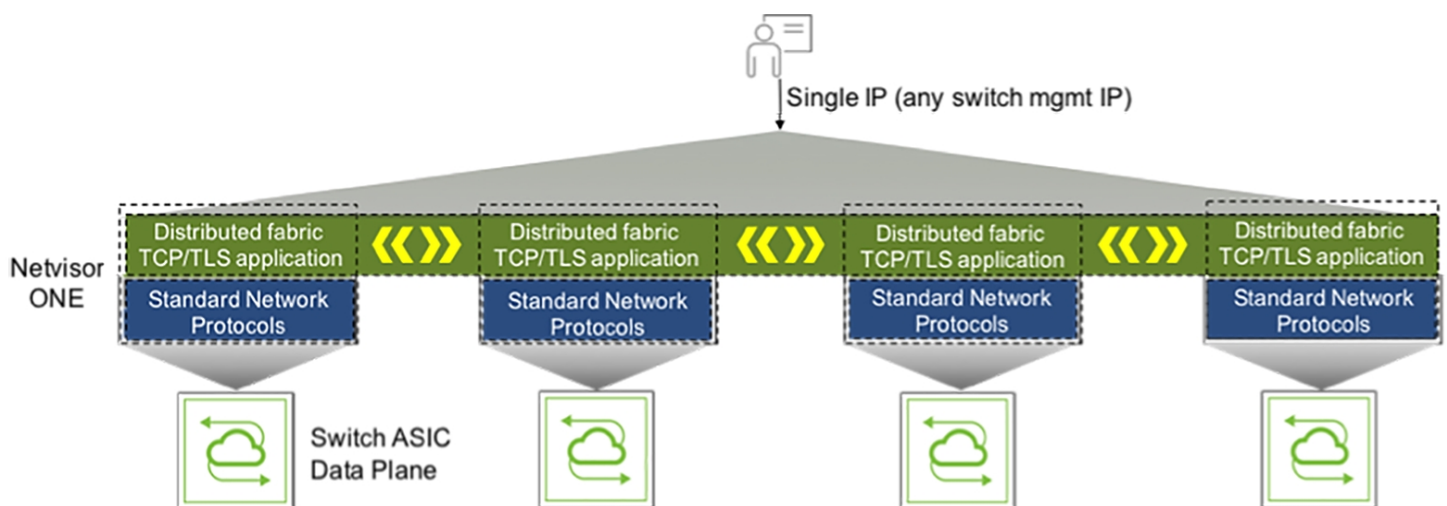 Single IP (any switch mgmt IP)
Distributed fabric
TCP/TLS application
Distributed fabric
TCP/TLS application
Distributed fabric
TCP/TLS application
Distributed fabric
TCP/TLS application
Netvisor
ONE
Standard Network
Protocols
Standard Network
Protocols
Standard Network
Protocols
Standard Network
Protocols
Switch ASIC
Data Plane